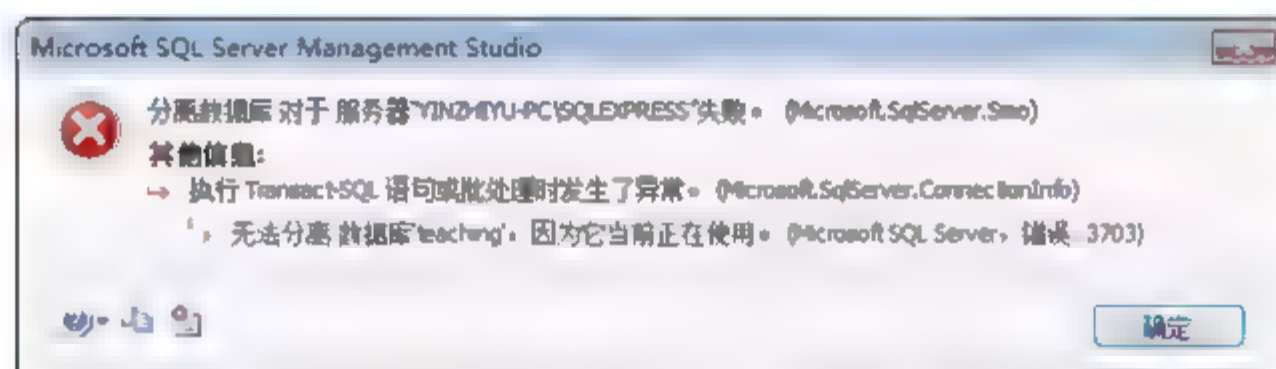 Microsoft SQL Server Management Studio
分离数据库 对于 服务器"YINZHIYU-PC\SQLEXPRESS"失败。 (Microsoft.SqlServer.Smo)
其他信息:
执行 Transact-SQL 语句或批处理时发生了异常。 (Microsoft.SqlServer.ConnectionInfo)
无法分离 数据库'teaching'，因为它当前正在使用。 (Microsoft SQL Server，错误 3703)
确定